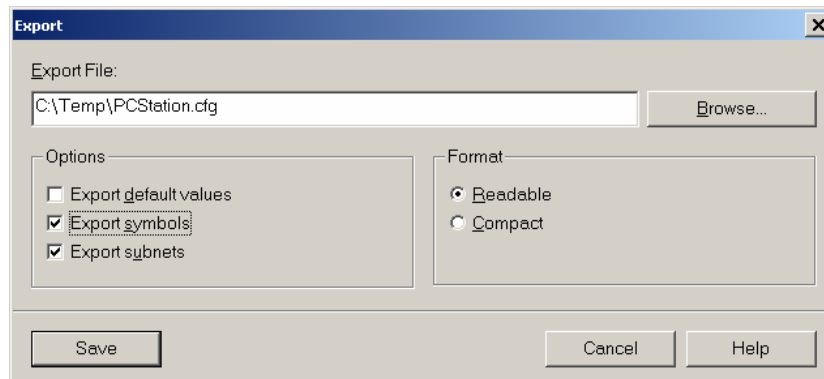 Export
Export File:
C:\Temp\PCStation.cfg
Browse...
Options
Export default values
Export symbols
Export subnets
Format
Readable
Compact
Save
Cancel
Help